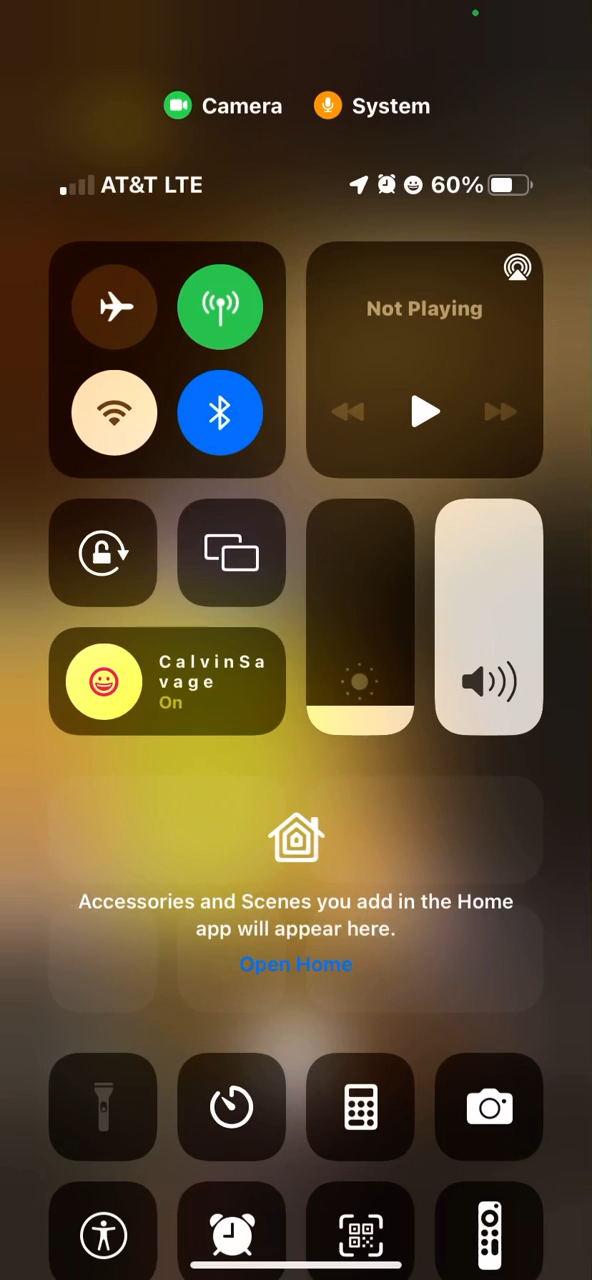 Camera System
AT&T LTE 60%
Not Playing
CalvinSa
vage
On
Accessories and Scenes you add in the Home
app will appear here.
Open Home